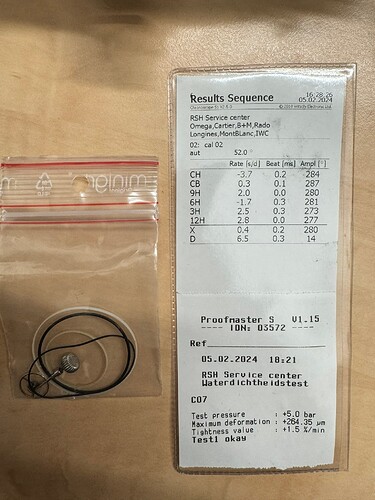 minigrip
Results Sequence
16:28:26
05.02.2024
RSH Service center
Omega,Cartier,B+M,Rado
Longines,MontBLanc,IWC
02: cal 02
aut 52.0 °
Rate [s/d] Beat [ms] Ampl [°]
CH -3.7 0.2 284
CB 0.3 0.1 287
9H 2.0 0.0 280
6H -1.7 0.3 281
3H 2.5 0.3 273
12H 2.8 0.0 277
X 0.4 0.2 280
D 6.5 0.3 14
Proofmaster S V1.15
---- IDN: 03572 ----
Ref
05.02.2024 18:21
RSH Service center
Waterdichtheidstest
C07
Test pressure : +5.0 bar
Maximum deformation : +264.35 µm
Tightness value : +1.5 %/min
Test1 okay